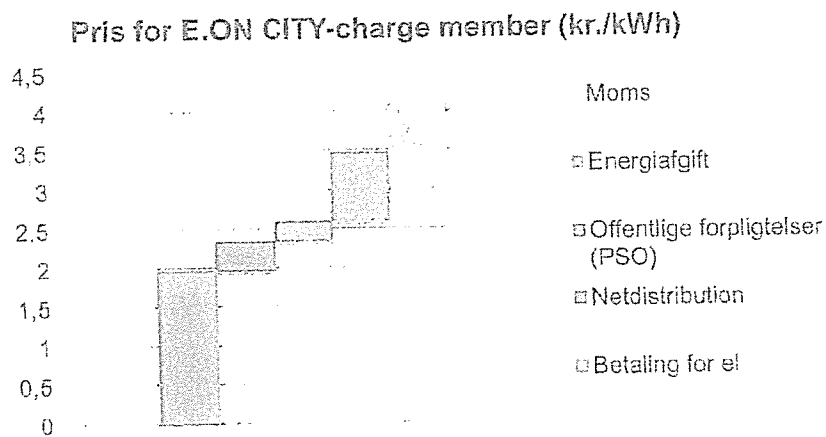 Pris for E.ON CITY-charge member (kr./kWh)
4,5
4
3,5
3
2,5
2
1,5
1
0,5
0
Moms
Energiafgift
Offentlige forpligtelser
(PSO)
Netdistribution
Betaling for el